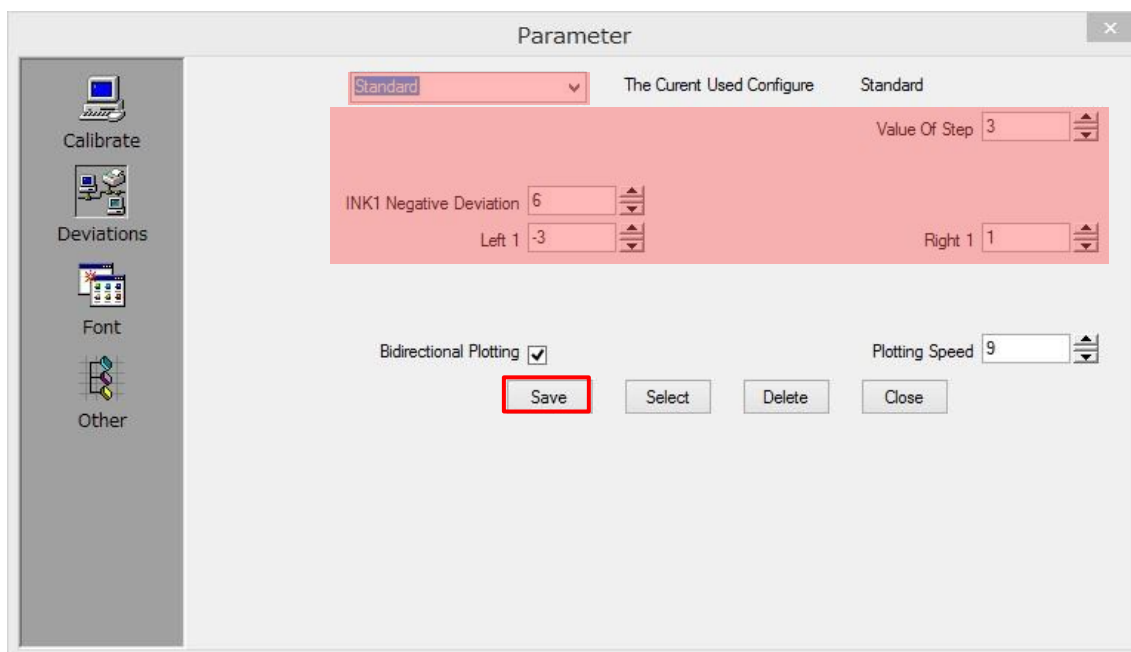 Parameter
Calibrate
Deviations
Font
Other
Standard The Curent Used Configure Standard
Value Of Step 3
INK1 Negative Deviation 6
Left 1 -3 Right 1 1
Bidirectional Plotting Plotting Speed 9
Save Select Delete Close